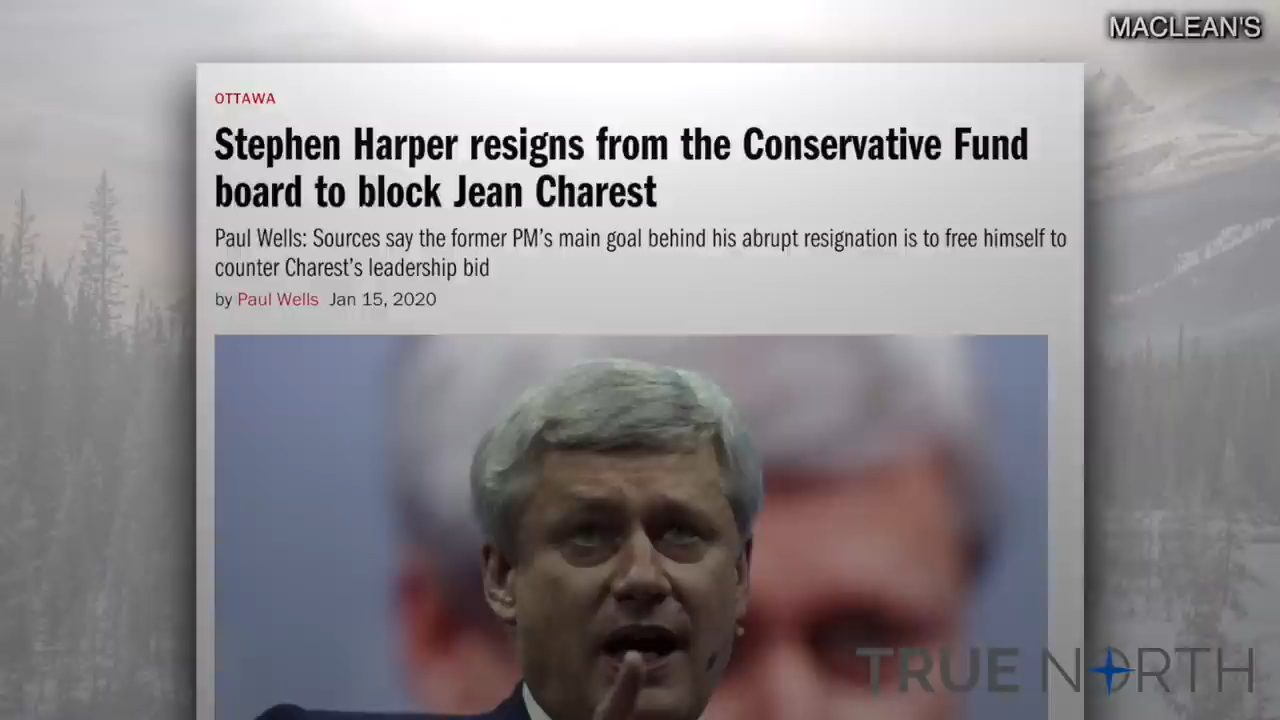 MACLEAN'S
OTTAWA
Stephen Harper resigns from the Conservative Fund
board to block Jean Charest
Paul Wells: Sources say the former PM's main goal behind his abrupt resignation is to free himself to
counter Charest's leadership bid
by Paul Wells Jan 15, 2020
TRUE NORTH